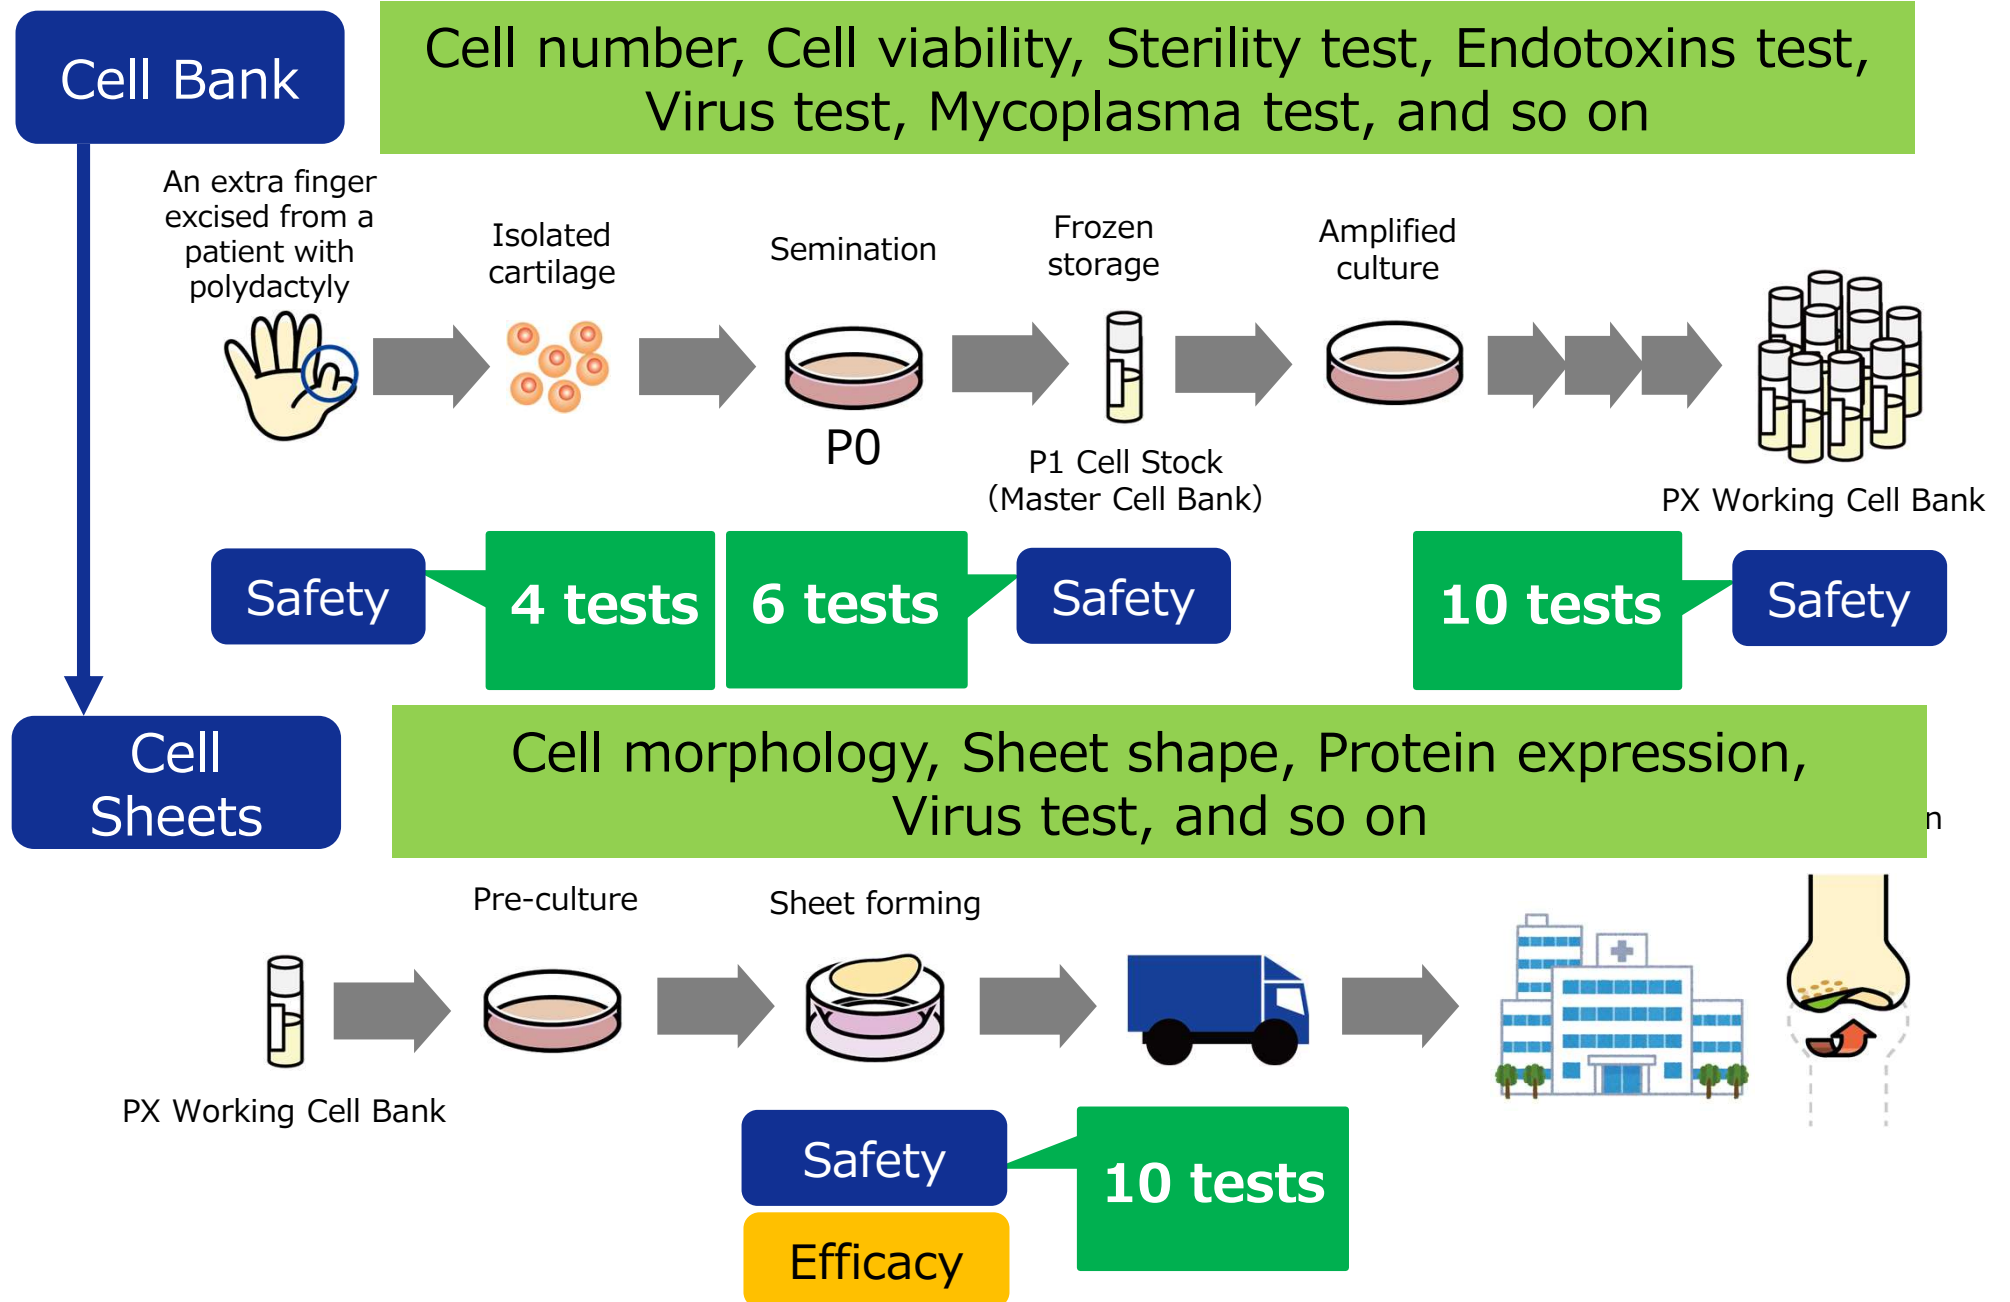 Cell Bank
Cell number, Cell viability, Sterility test, Endotoxins test,
Virus test, Mycoplasma test, and so on
An extra finger
excised from a
patient with
polydactyly
Isolated
cartilage
Semination
Frozen
storage
Amplified
culture
P0
P1 Cell Stock
(Master Cell Bank)
PX Working Cell Bank
Safety
4 tests
6 tests
Safety
10 tests
Safety
Cell
Sheets
Cell morphology, Sheet shape, Protein expression,
Virus test, and so on
n
Pre-culture
Sheet forming
PX Working Cell Bank
Safety
10 tests
Efficacy